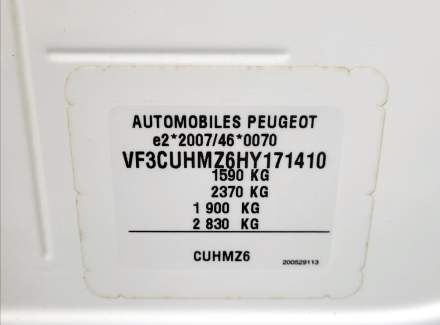 AUTOMOBILES PEUGEOT
e2*2007/46*0070
VF3CUHMZ6HY171410
1590 KG
2370 KG
1 900 KG
2 830 KG
CUHMZ6
200529113